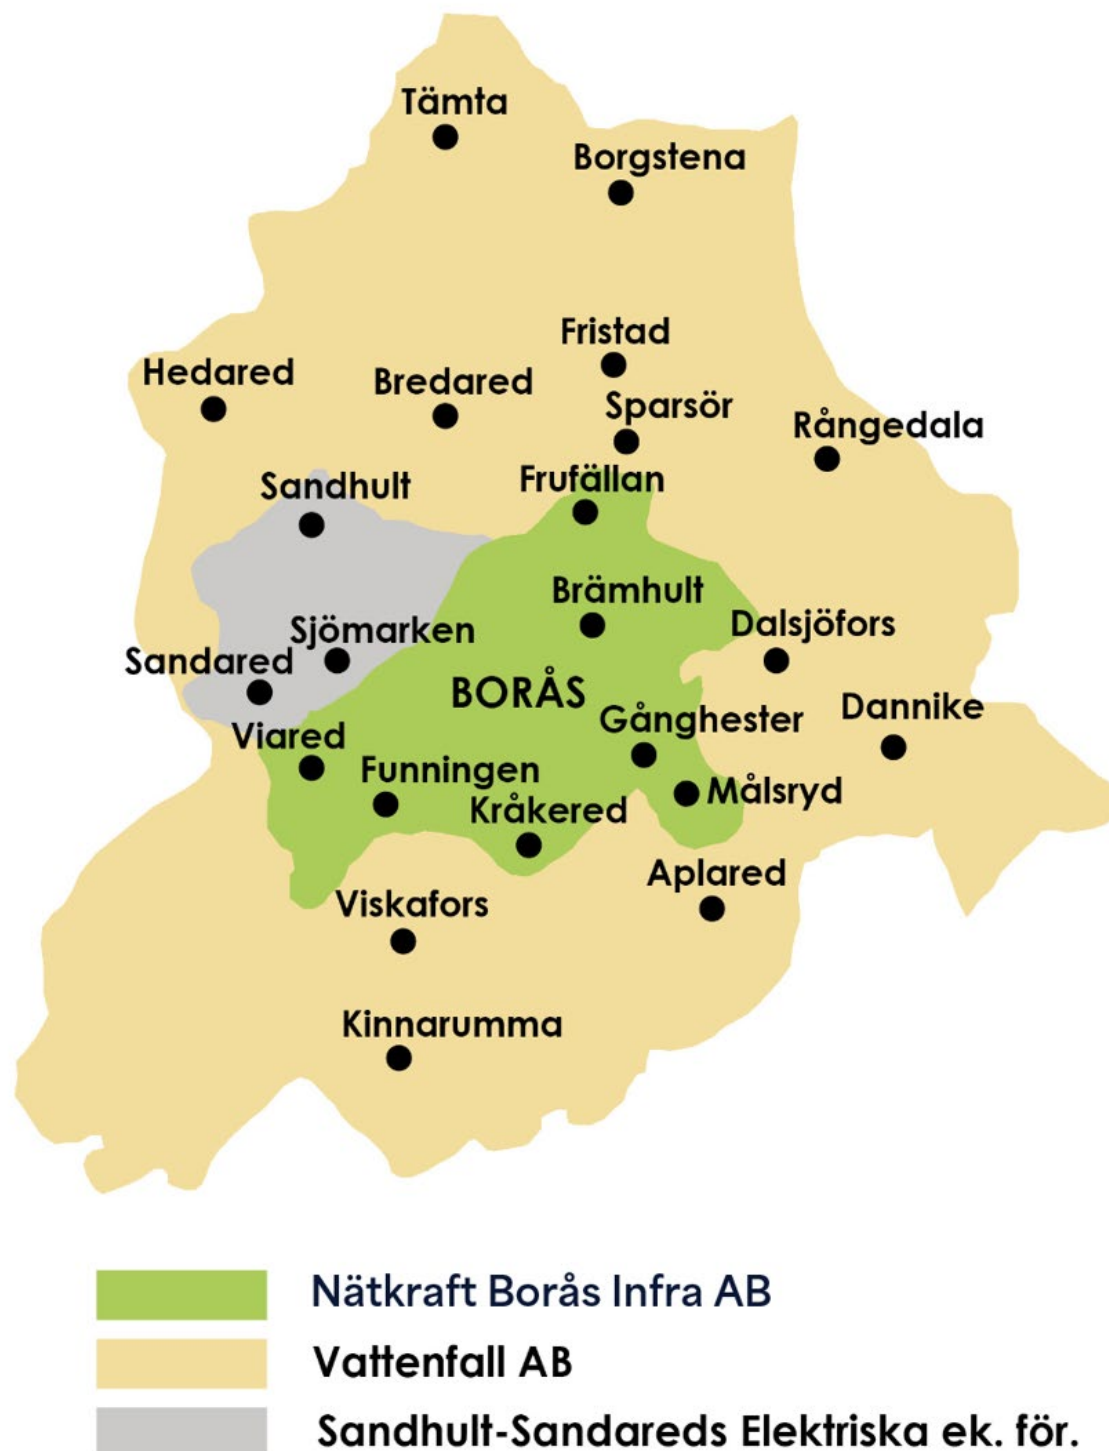 Tämta
Borgstena
Fristad
Hedared
Bredared
Sparsör
Rångedala
Sandhult
Frufällan
Brämhult
Sjömarken
Dalsjöfors
Sandared
BORÅS
Dannike
Gånghester
Viared
Funningen
Målsryd
Kråkered
Aplared
Viskafors
Kinnarumma
Nätkraft Borås Infra AB
Vattenfall AB
Sandhult-Sandareds Elektriska ek. för.